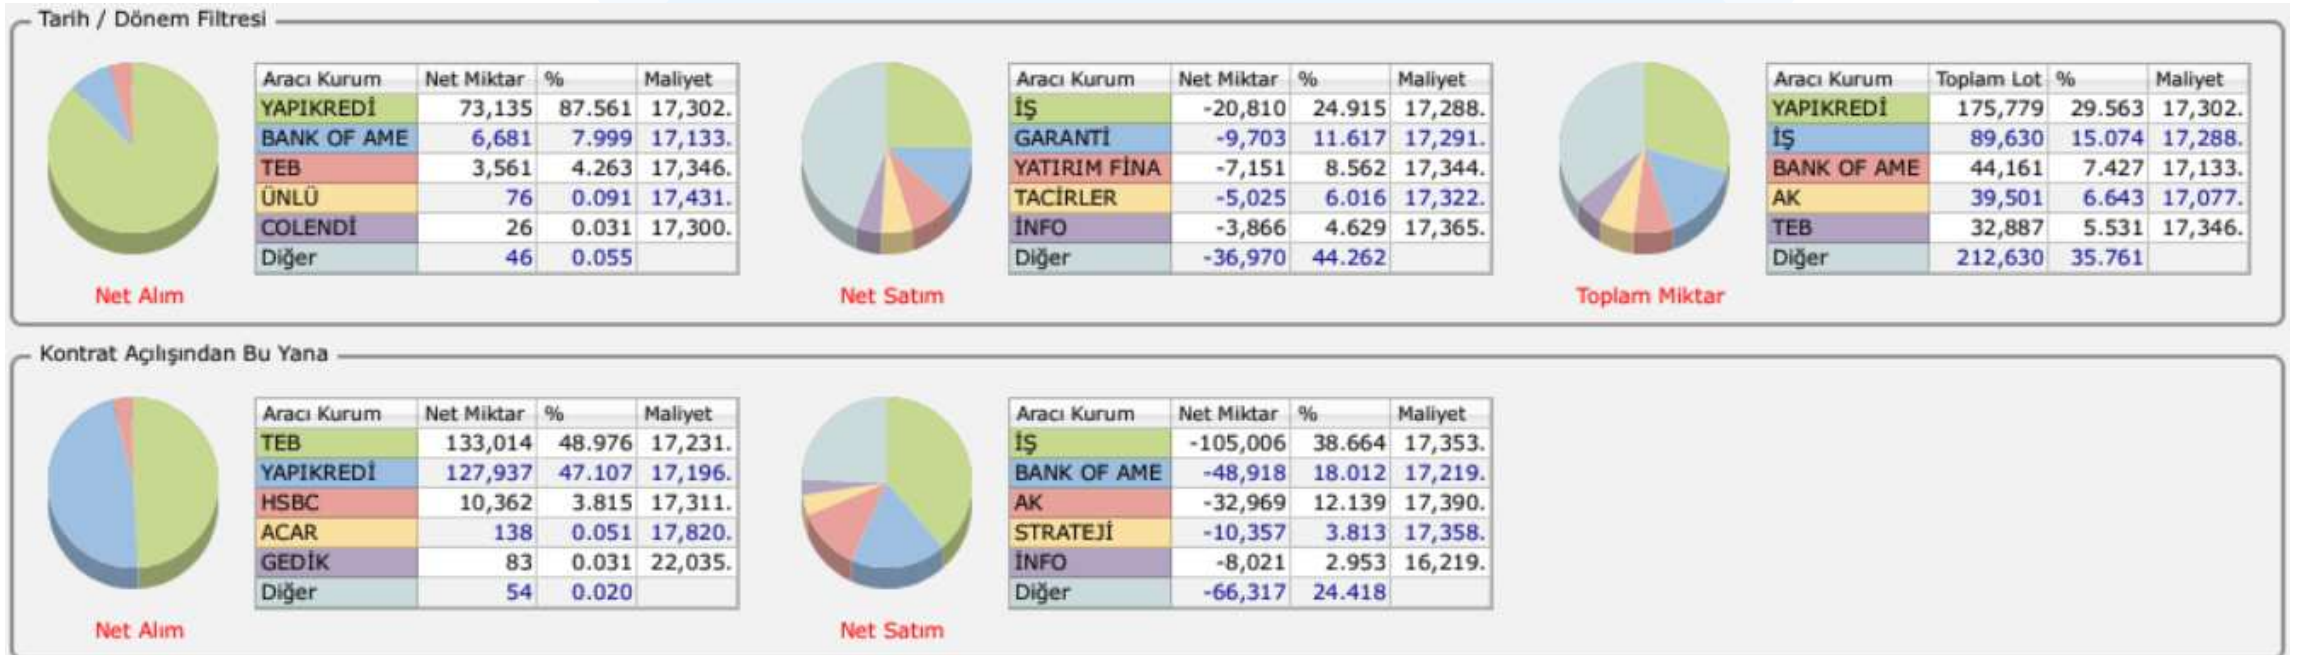 Tarih / Dönem Filtresi
Aracı Kurum Net Miktar % Maliyet
YAPIKREDİ 73,135 87.561 17,302.
BANK OF AME 6,681 7.999 17,133.
TEB 3,561 4.263 17,346.
ÜNLÜ 76 0.091 17,431.
COLENDİ 26 0.031 17,300.
Diğer 46 0.055
Net Alım
Aracı Kurum Net Miktar % Maliyet
İŞ -20,810 24.915 17,288.
GARANTİ -9,703 11.617 17,291.
YATIRIM FİNA -7,151 8.562 17,344.
TACİRLER -5,025 6.016 17,322.
İNFO -3,866 4.629 17,365.
Diğer -36,970 44.262
Net Satım
Aracı Kurum Toplam Lot % Maliyet
YAPIKREDİ 175,779 29.563 17,302.
İŞ 89,630 15.074 17,288.
BANK OF AME 44,161 7.427 17,133.
AK 39,501 6.643 17,077.
TEB 32,887 5.531 17,346.
Diğer 212,630 35.761
Toplam Miktar
Kontrat Açılışından Bu Yana
Aracı Kurum Net Miktar % Maliyet
TEB 133,014 48.976 17,231.
YAPIKREDİ 127,937 47.107 17,196.
HSBC 10,362 3.815 17,311.
ACAR 138 0.051 17,820.
GEDİK 83 0.031 22,035.
Diğer 54 0.020
Net Alım
Aracı Kurum Net Miktar % Maliyet
İŞ -105,006 38.664 17,353.
BANK OF AME -48,918 18.012 17,219.
AK -32,969 12.139 17,390.
STRATEJİ -10,357 3.813 17,358.
İNFO -8,021 2.953 16,219.
Diğer -66,317 24.418
Net Satım